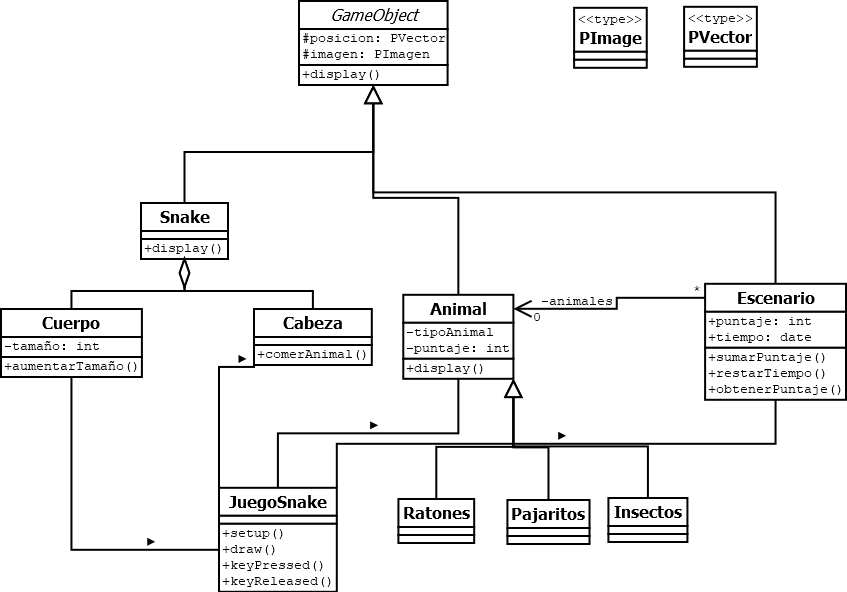 GameObject
#posicion: PVector
#imagen: PImagen
+display()
<<type>>
PImage
<<type>>
PVector
Snake
+display()
Cuerpo
-tamaño: int
+aumentarTamaño()
Cabeza
+comerAnimal()
Animal
-tipoAnimal
-puntaje: int
+display()
-animales
0
*
Escenario
+puntaje: int
+tiempo: date
+sumarPuntaje()
+restarTiempo()
+obtenerPuntaje()
JuegoSnake
+setup()
+draw()
+keyPressed()
+keyReleased()
Ratones
Pajaritos
Insectos